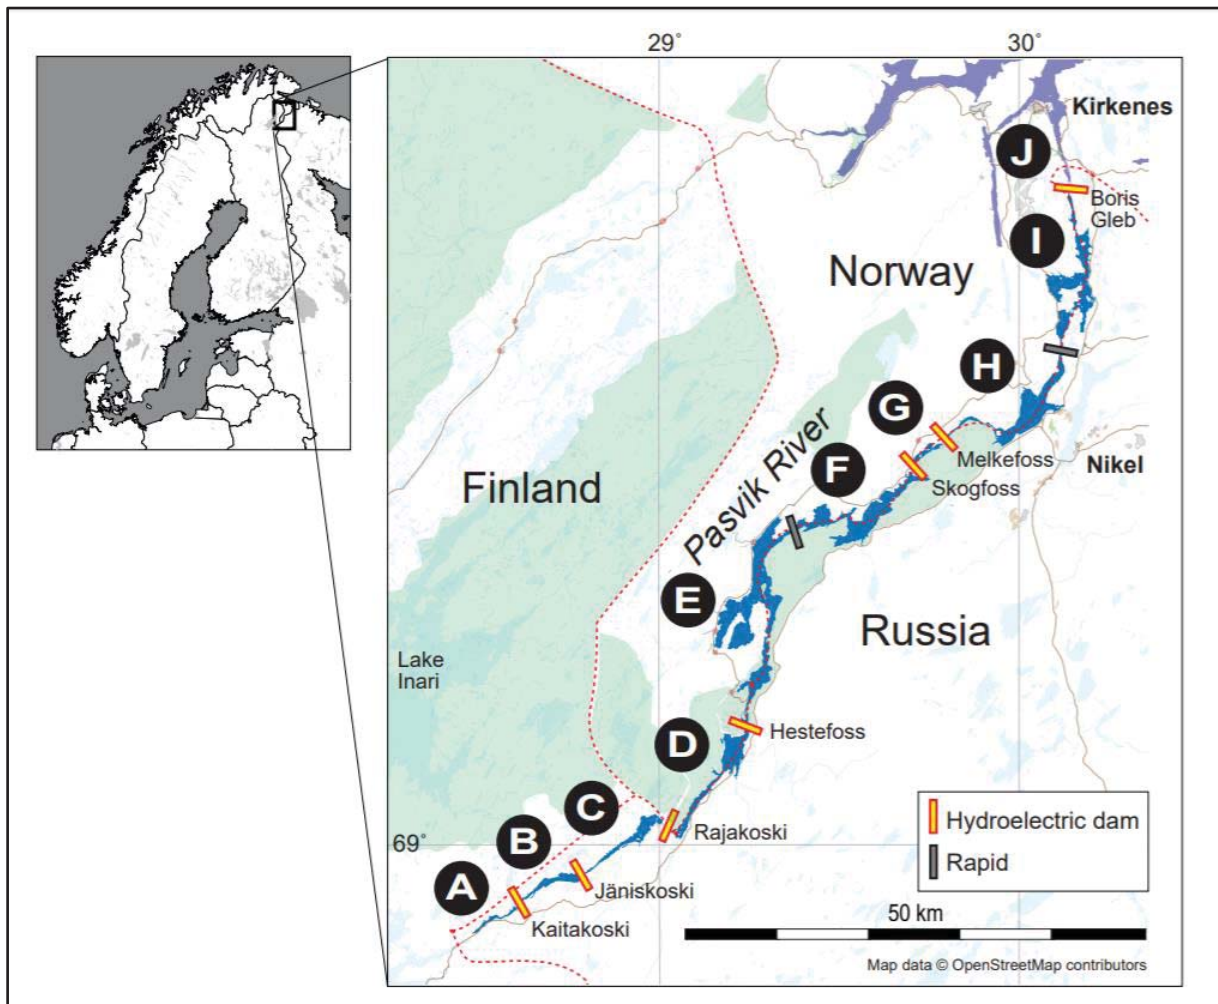 29°
30°
Kirkenes
J
Boris
Gleb
I
Norway
H
G
Pasvik River
Melkefoss
Nikel
F
Skogfoss
Finland
E
Russia
Lake
Inari
D
Hestefoss
C
Rajakoski
Hydroelectric dam
69°
B
Rapid
A
Jäniskoski
50 km
Kaitakoski
Map data © OpenStreetMap contributors